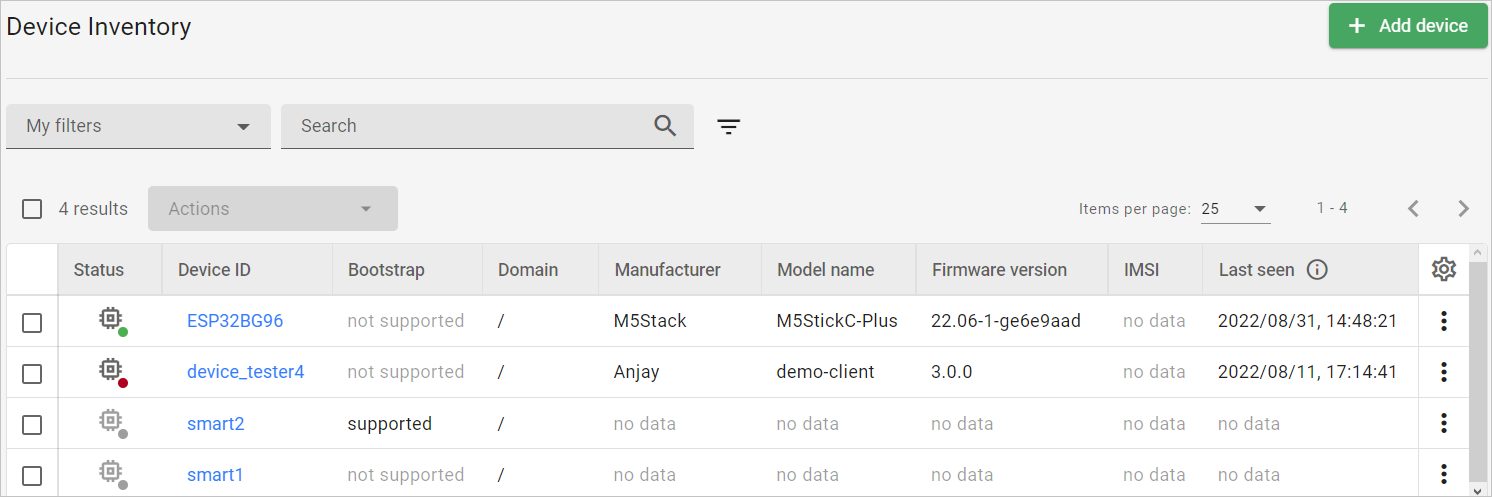 Device Inventory
+ Add device
My filters Search
4 results Actions Items per page: 25 1 - 4
Status Device ID Bootstrap Domain Manufacturer Model name Firmware version IMSI Last seen
ESP32BG96 not supported / M5Stack M5StickC-Plus 22.06-1-ge6e9aad no data 2022/08/31, 14:48:21
device_tester4 not supported / Anjay demo-client 3.0.0 no data 2022/08/11, 17:14:41
smart2 supported / no data no data no data no data no data
smart1 not supported / no data no data no data no data no data